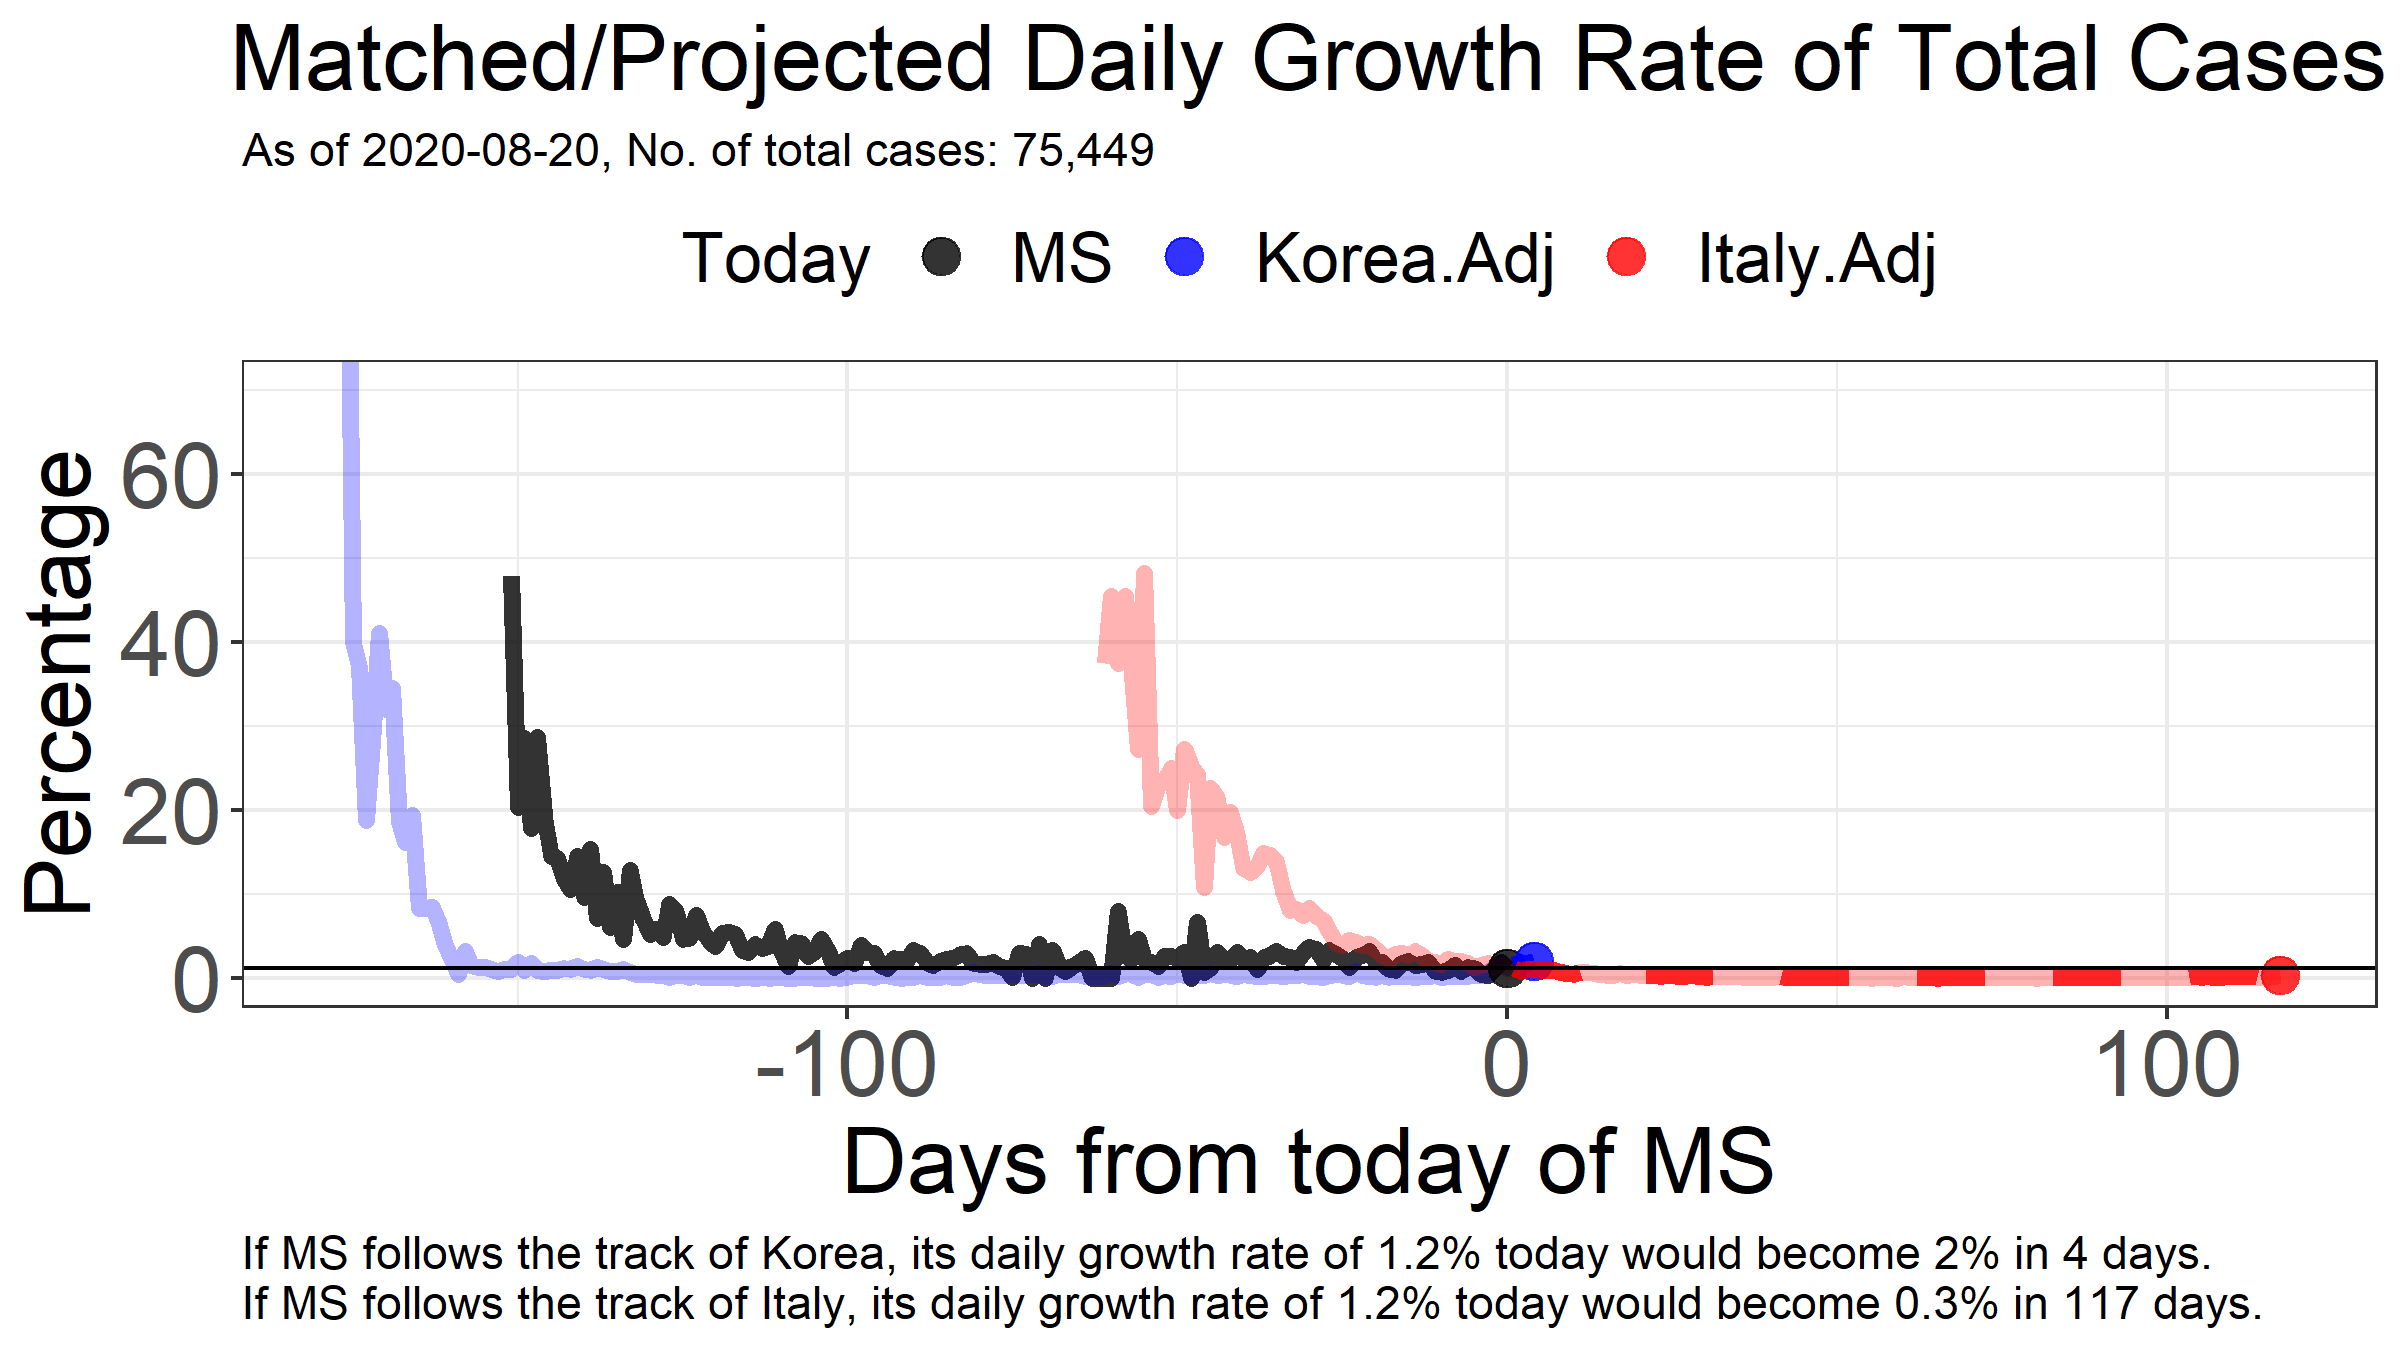 Matched/Projected Daily Growth Rate of Total Cases
As of 2020-08-20, No. of total cases: 75,449
Today MS Korea.Adj Italy.Adj
Percentage
60
40
20
0
-100 0 100
Days from today of MS
If MS follows the track of Korea, its daily growth rate of 1.2% today would become 2% in 4 days.
If MS follows the track of Italy, its daily growth rate of 1.2% today would become 0.3% in 117 days.